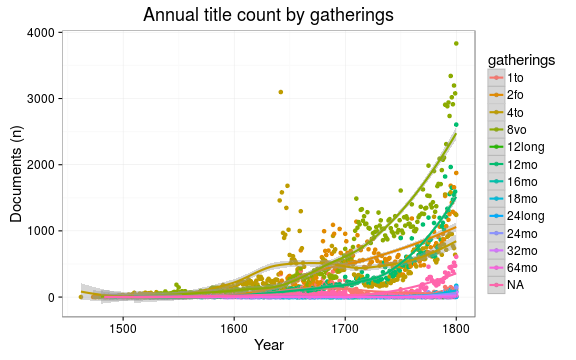 Annual title count by gatherings
Documents (n)
4000
3000
2000
1000
0
1500
1600
1700
1800
Year
gatherings
1to
2fo
4to
8vo
12long
12mo
16mo
18mo
24long
24mo
32mo
64mo
NA